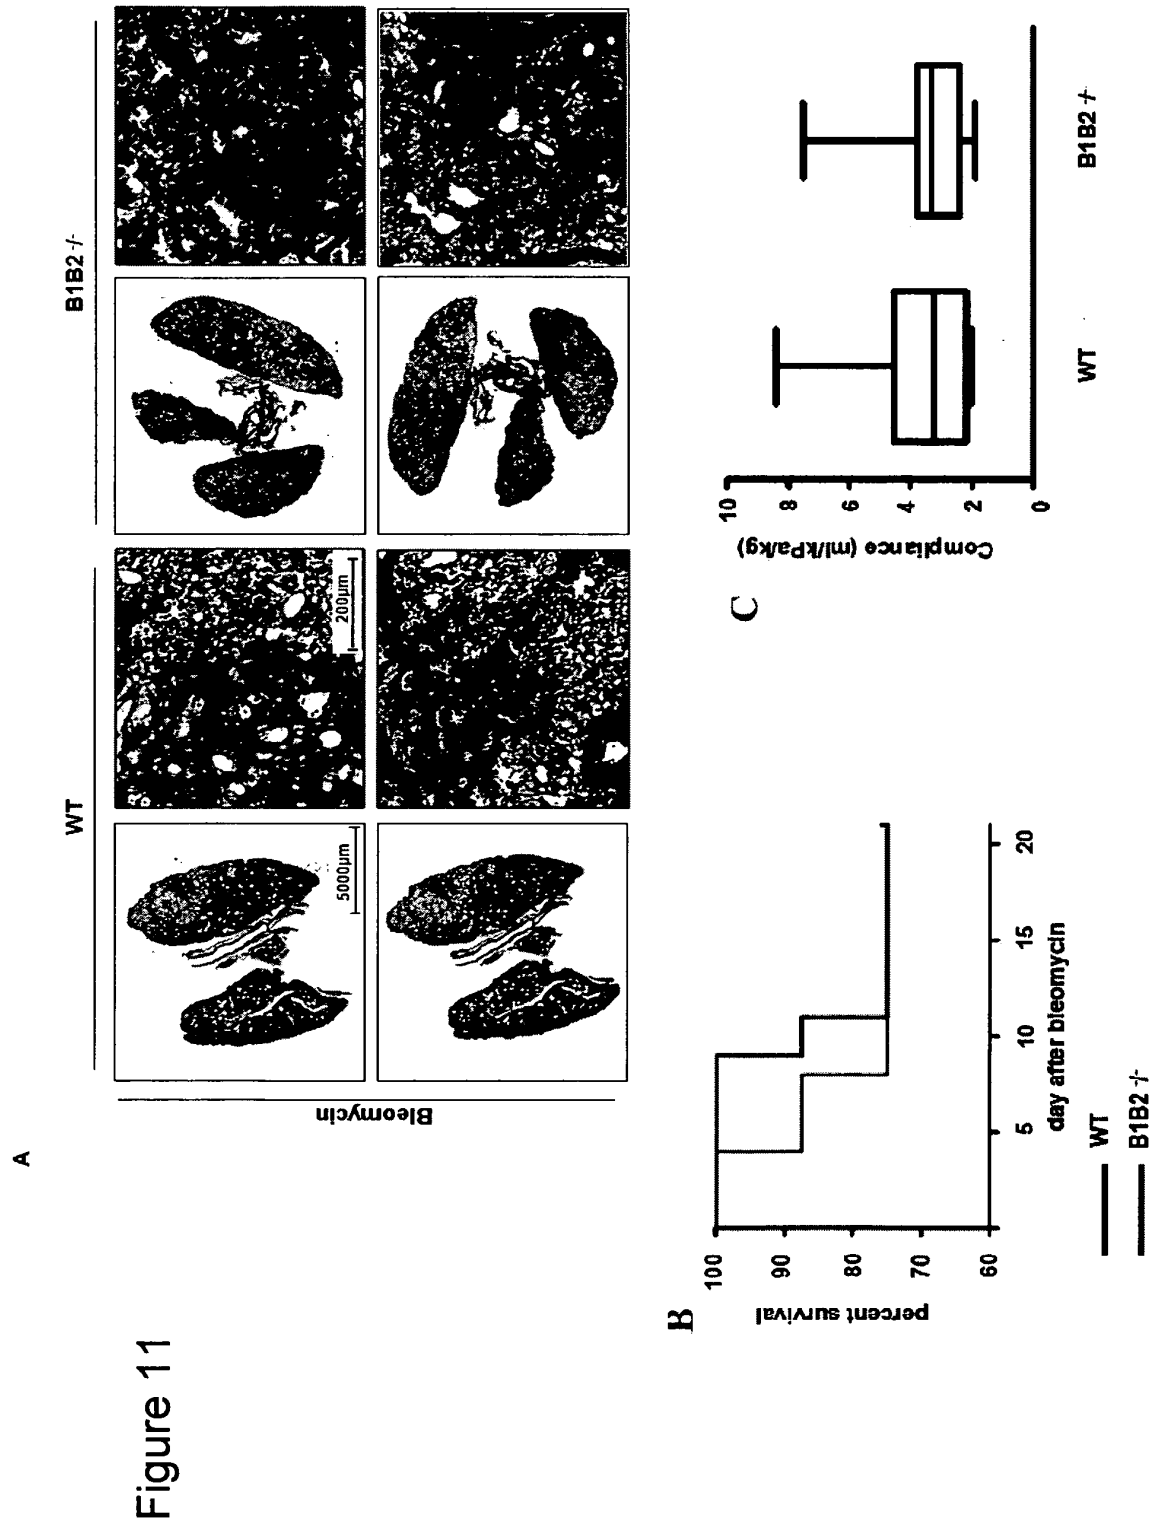 Figure 11
A
WT
B1B2 -/-
Bleomycin
5000µm
200µm
B
percent survival
100
90
80
70
60
5
10
15
20
day after bleomycin
WT
B1B2 -/-
C
Compliance (ml/kPa/kg)
10
8
6
4
2
0
WT
B1B2 -/-